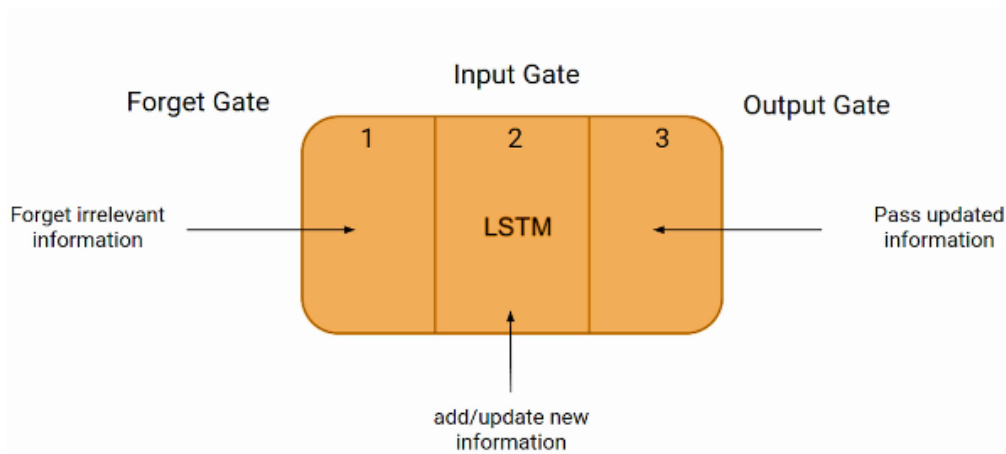 Input Gate
Forget Gate
Output Gate
1
2
3
LSTM
Forget irrelevant
information
Pass updated
information
add/update new
information